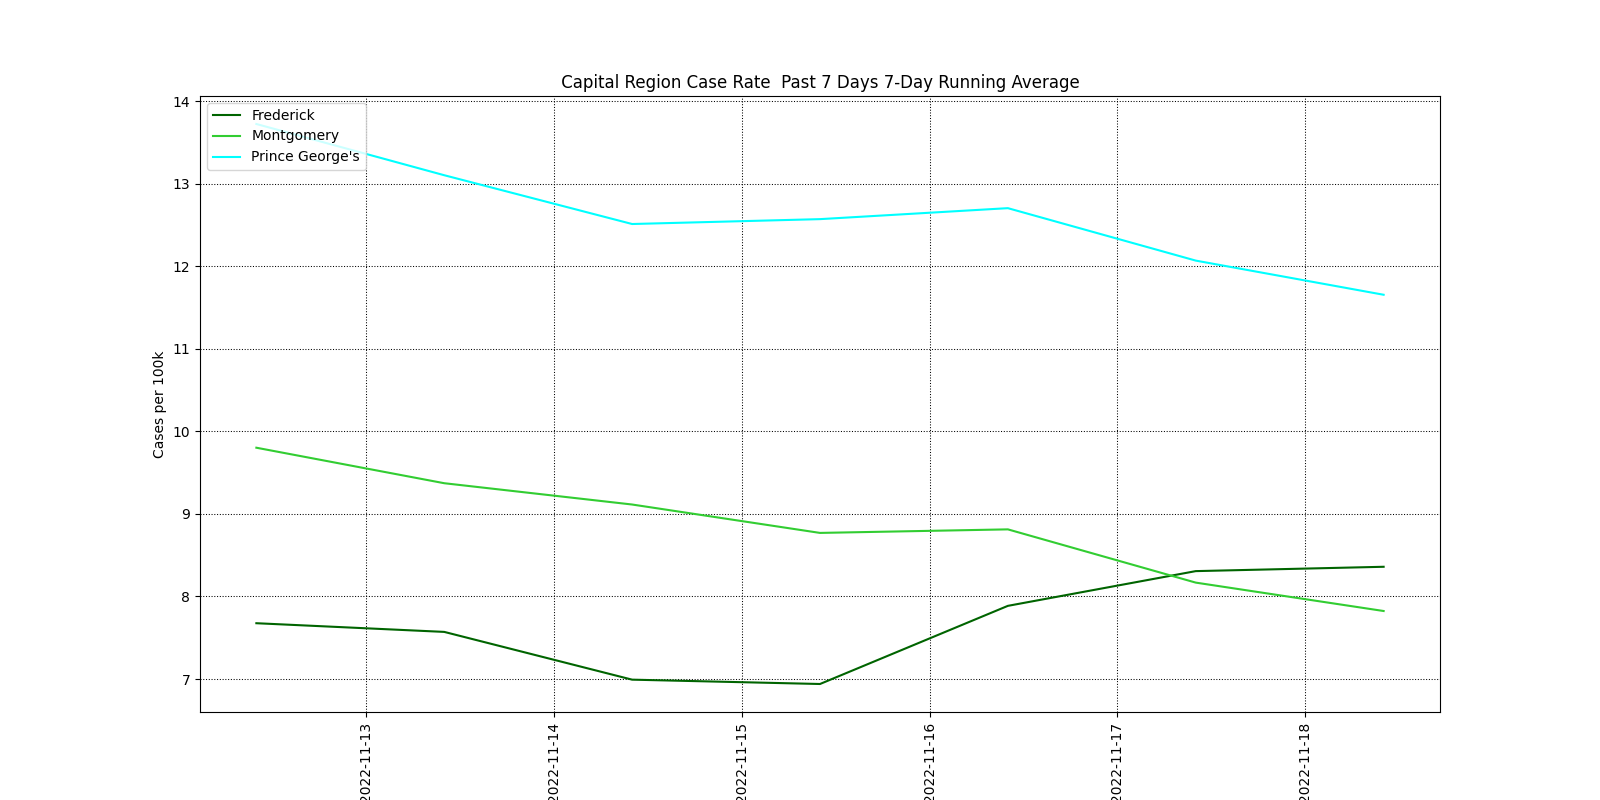 Capital Region Case Rate  Past 7 Days 7-Day Running Average
Frederick
Montgomery
Prince George's
Cases per 100k
14
13
12
11
10
9
8
7
2022-11-13
2022-11-14
2022-11-15
2022-11-16
2022-11-17
2022-11-18